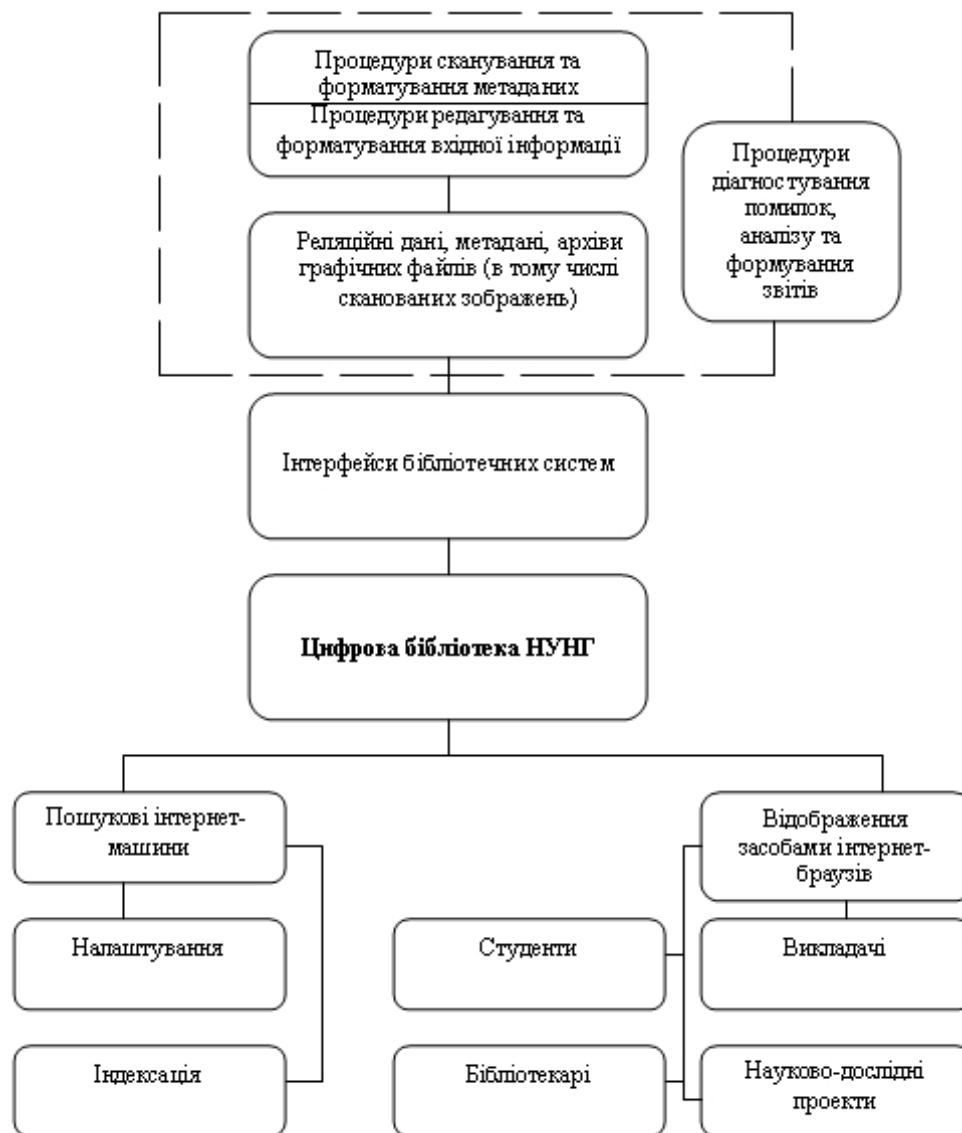 Процедури сканування та
форматування метаданих
Процедури редагування та
форматування вхідної інформації
Процедури
діагностування
помилок,
аналізу та
формування
звітів
Реляційні дані, метадані, архіви
графічних файлів (в тому числі
сканованих зображень)
Інтерфейси бібліотечних систем
Цифрова бібліотека НУНГ
Пошукові інтернет-
машини
Відображення
засобами інтернет-
браузів
Налаштування
Студенти
Викладачі
Індексація
Бібліотекарі
Науково-дослідні
проекти